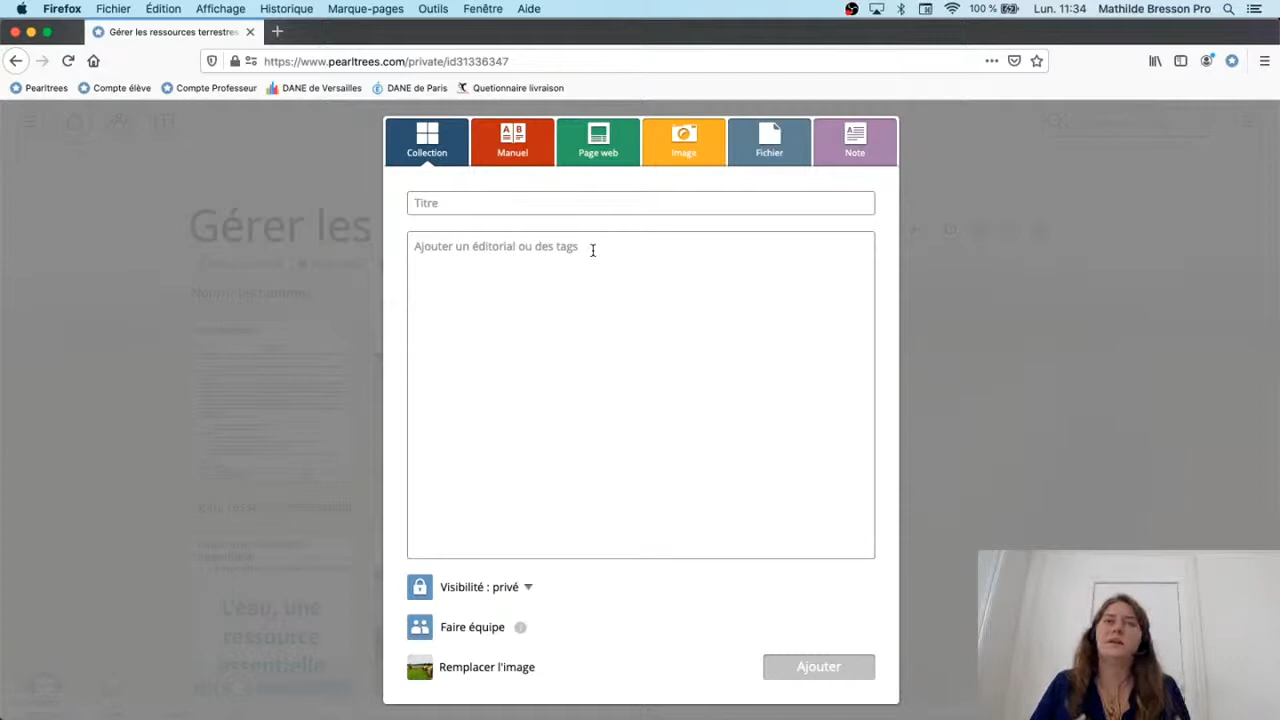 Firefox Fichier Édition Affichage Historique Marque-pages Outils Fenêtre Aide 100 % Lun. 11:34 Mathilde Bresson Pro
Gérer les ressources terrestres
https://www.pearltrees.com/private/id31336347
Pearltrees Compte élève Compte Professeur DANE de Versailles DANE de Paris Quetionnaire livraison
Collection Manuel Page web Image Fichier Note
Titre
Gérer les
Ajouter un éditorial ou des tags
L'eau, une
ressource
essentielle
Visibilité : privé
Faire équipe
Remplacer l'image
Ajouter